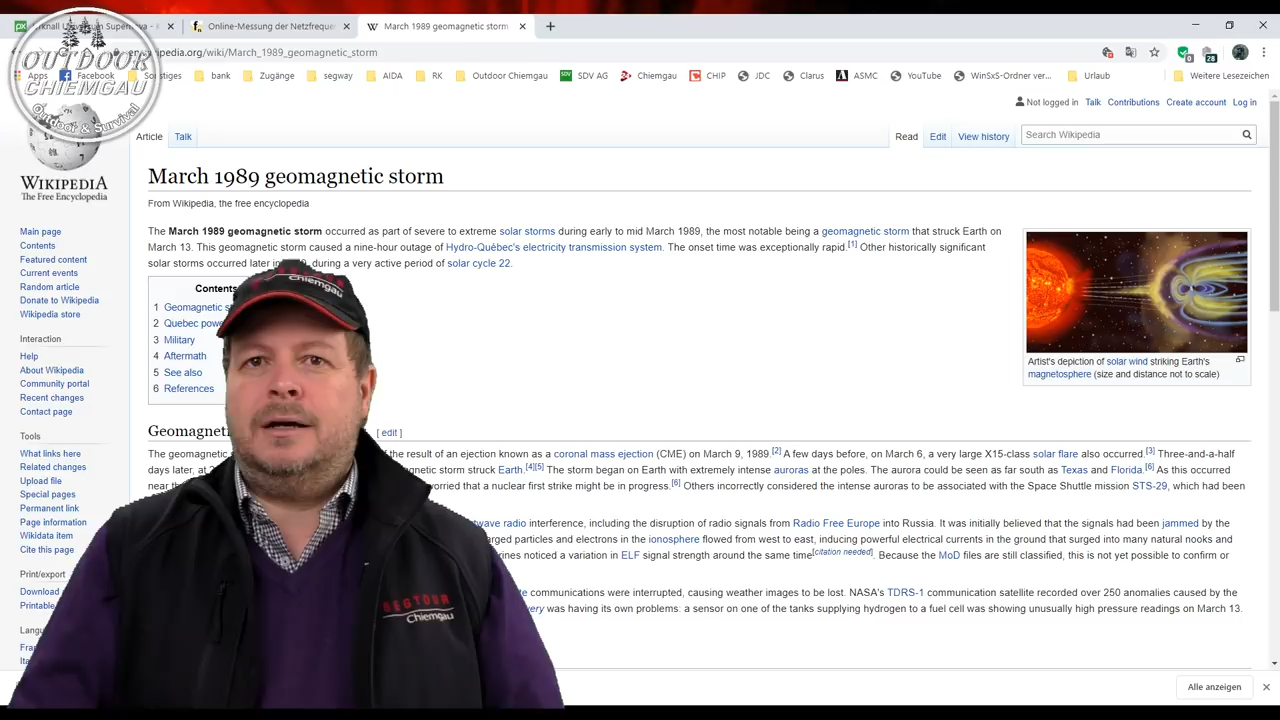 Urknall Universum Supernova - K
Online-Messung der Netzfreque
March 1989 geomagnetic storm
OUTDOOR
CHIEMGAU
Outdoor & Survival
pedia.org/wiki/March_1989_geomagnetic_storm
28
Apps Facebook Sonstiges bank Zugänge segway AIDA RK Outdoor Chiemgau SDV AG Chiemgau CHIP JDC Clarus ASMC YouTube WinSxS-Ordner ver... Urlaub Weitere Lesezeichen
Not logged in Talk Contributions Create account Log in
Article Talk Read Edit View history Search Wikipedia
WIKIPEDIA
The Free Encyclopedia
Main page
Contents
Featured content
Current events
Random article
Donate to Wikipedia
Wikipedia store
Interaction
Help
About Wikipedia
Community portal
Recent changes
Contact page
Tools
What links here
Related changes
Upload file
Special pages
Permanent link
Page information
Wikidata item
Cite this page
Print/export
Download
Printable
Langu
Fran
Ita
March 1989 geomagnetic storm
From Wikipedia, the free encyclopedia
The March 1989 geomagnetic storm occurred as part of severe to extreme solar storms during early to mid March 1989, the most notable being a geomagnetic storm that struck Earth on
March 13. This geomagnetic storm caused a nine-hour outage of Hydro-Québec's electricity transmission system. The onset time was exceptionally rapid.[1] Other historically significant
solar storms occurred later in during a very active period of solar cycle 22.
Contents
1 Geomagnetic s
2 Quebec pow
3 Military
4 Aftermath
5 See also
6 References
Artist's depiction of solar wind striking Earth's
magnetosphere (size and distance not to scale)
Geomagneti [ edit ]
The geomagnetic s f the result of an ejection known as a coronal mass ejection (CME) on March 9, 1989.[2] A few days before, on March 6, a very large X15-class solar flare also occurred.[3] Three-and-a-half
days later, at 2 gnetic storm struck Earth.[4][5] The storm began on Earth with extremely intense auroras at the poles. The aurora could be seen as far south as Texas and Florida.[6] As this occurred
near th orried that a nuclear first strike might be in progress.[6] Others incorrectly considered the intense auroras to be associated with the Space Shuttle mission STS-29, which had been
twave radio interference, including the disruption of radio signals from Radio Free Europe into Russia. It was initially believed that the signals had been jammed by the
arged particles and electrons in the ionosphere flowed from west to east, inducing powerful electrical currents in the ground that surged into many natural nooks and
rines noticed a variation in ELF signal strength around the same time[citation needed]. Because the MoD files are still classified, this is not yet possible to confirm or
te communications were interrupted, causing weather images to be lost. NASA's TDRS-1 communication satellite recorded over 250 anomalies caused by the
ery was having its own problems: a sensor on one of the tanks supplying hydrogen to a fuel cell was showing unusually high pressure readings on March 13.
Chiemgau
SEGTOUR
Chiemgau
Alle anzeigen